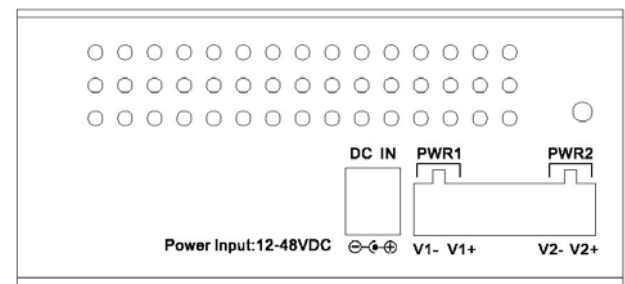 DC IN PWR1 PWR2
Power Input:12-48VDC V1- V1+ V2- V2+